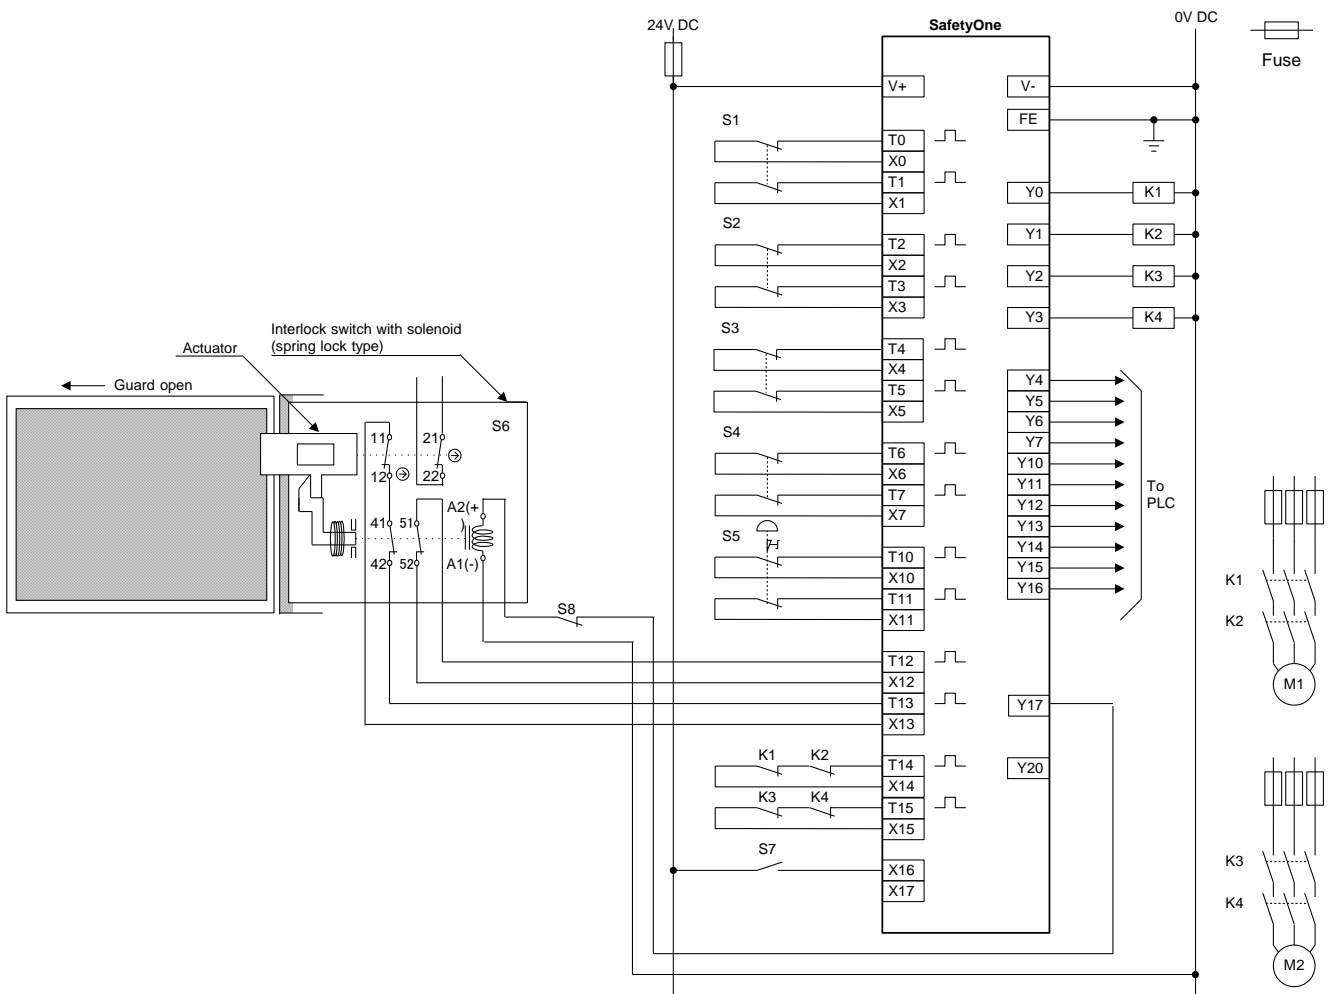 24V DC
SafetyOne
0V DC
Fuse
V+
V-
FE
S1
T0
X0
T1
X1
Y0
K1
S2
Y1
K2
T2
X2
T3
X3
Y2
K3
Y3
K4
S3
T4
X4
T5
X5
Interlock switch with solenoid
(spring lock type)
Actuator
Guard open
S6
11
21
12
22
A2(+
)
41
51
42
52
A1(-)
S4
T6
X6
T7
X7
Y4
Y5
Y6
Y7
Y10
Y11
Y12
Y13
Y14
Y15
Y16
To
PLC
S5
T10
X10
T11
X11
S8
T12
X12
T13
X13
Y17
K1
K2
T14
X14
K3
K4
T15
X15
Y20
S7
X16
X17
K1
K2
M1
K3
K4
M2